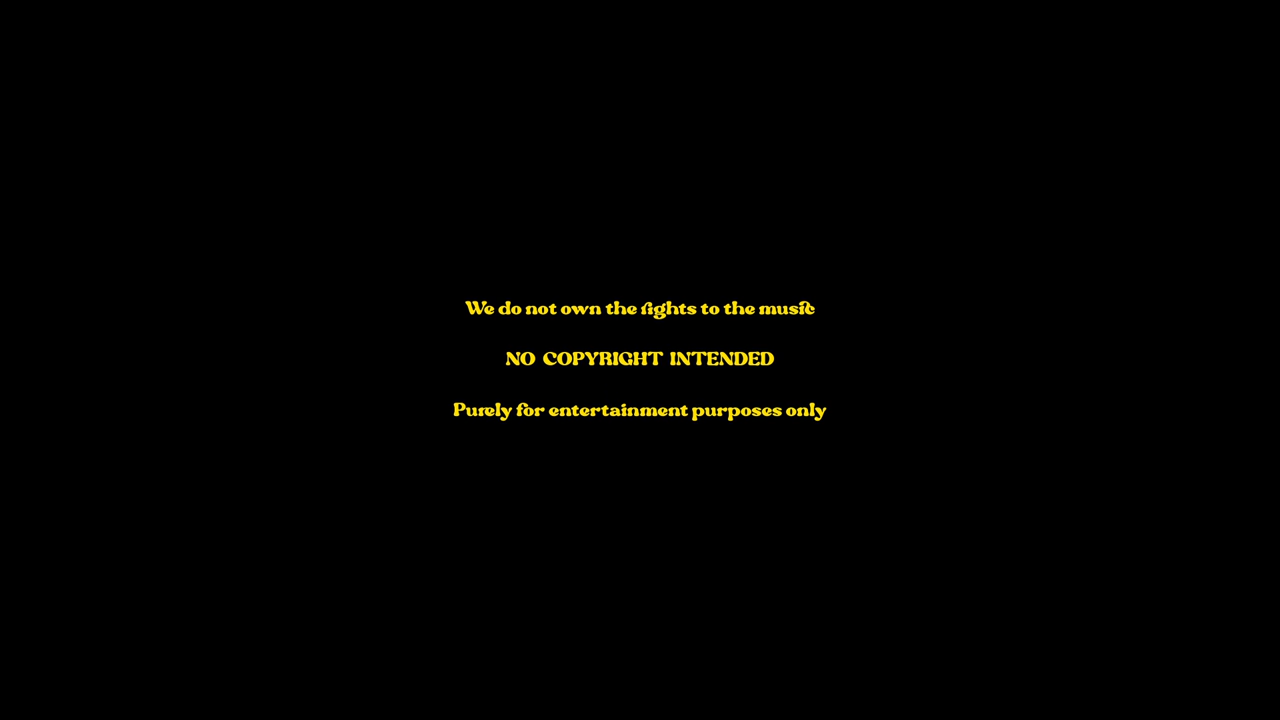 We do not own the rights to the music
NO COPYRIGHT INTENDED
Purely for entertainment purposes only